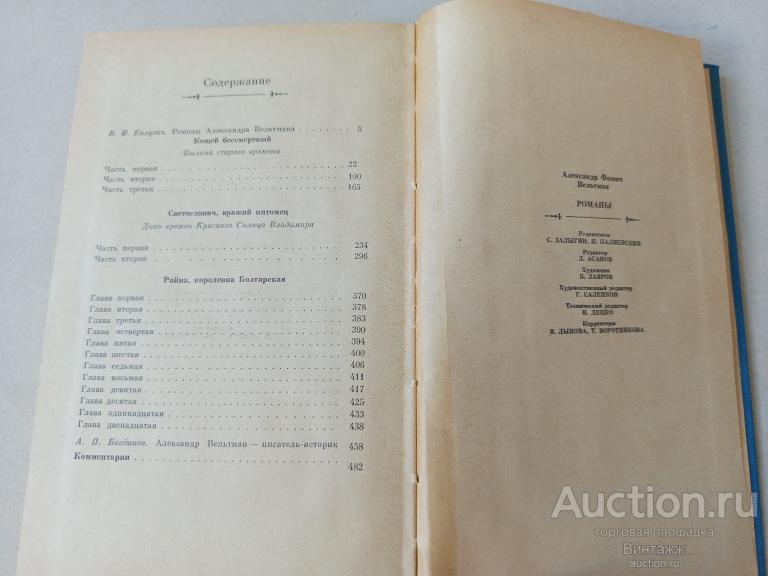 Содержание
В. И. Калугин. Романы Александра Вельтмана . . . . . . . . 5
Кощей бессмертный
Былина старого времени
Часть первая . . . 22
Часть вторая . . . 100
Часть третья . . . 165
Светославич, вражий питомец
Диво времен Красного Солнца Владимира
Часть первая . . . 234
Часть вторая . . . 296
Райна, королевна Болгарская
Глава первая . . . 370
Глава вторая . . . 378
Глава третья . . . 383
Глава четвертая . . . 390
Глава пятая . . . 394
Глава шестая . . . 400
Глава седьмая . . . 406
Глава восьмая . . . 411
Глава девятая . . . 417
Глава десятая . . . 425
Глава одиннадцатая . . . 433
Глава двенадцатая . . . 438
А. П. Богданов. Александр Вельтман — писатель-историк 458
Комментарии . . . 482
Александр Фомич
Вельтман
РОМАНЫ
Рецензенты
С. ЗАЛЫГИН, П. ПАЛИЕВСКИЙ
Редактор
Л. АСАНОВ
Художник
Б. ЛАВРОВ
Художественный редактор
Г. САЛЕНКОВ
Технический редактор
Н. ДЕЦКО
Корректоры
В. ЛЫКОВА, Т. ВОРОТНИКОВА
Auction.ru
торговая площадка
Винтажж
auction.ru